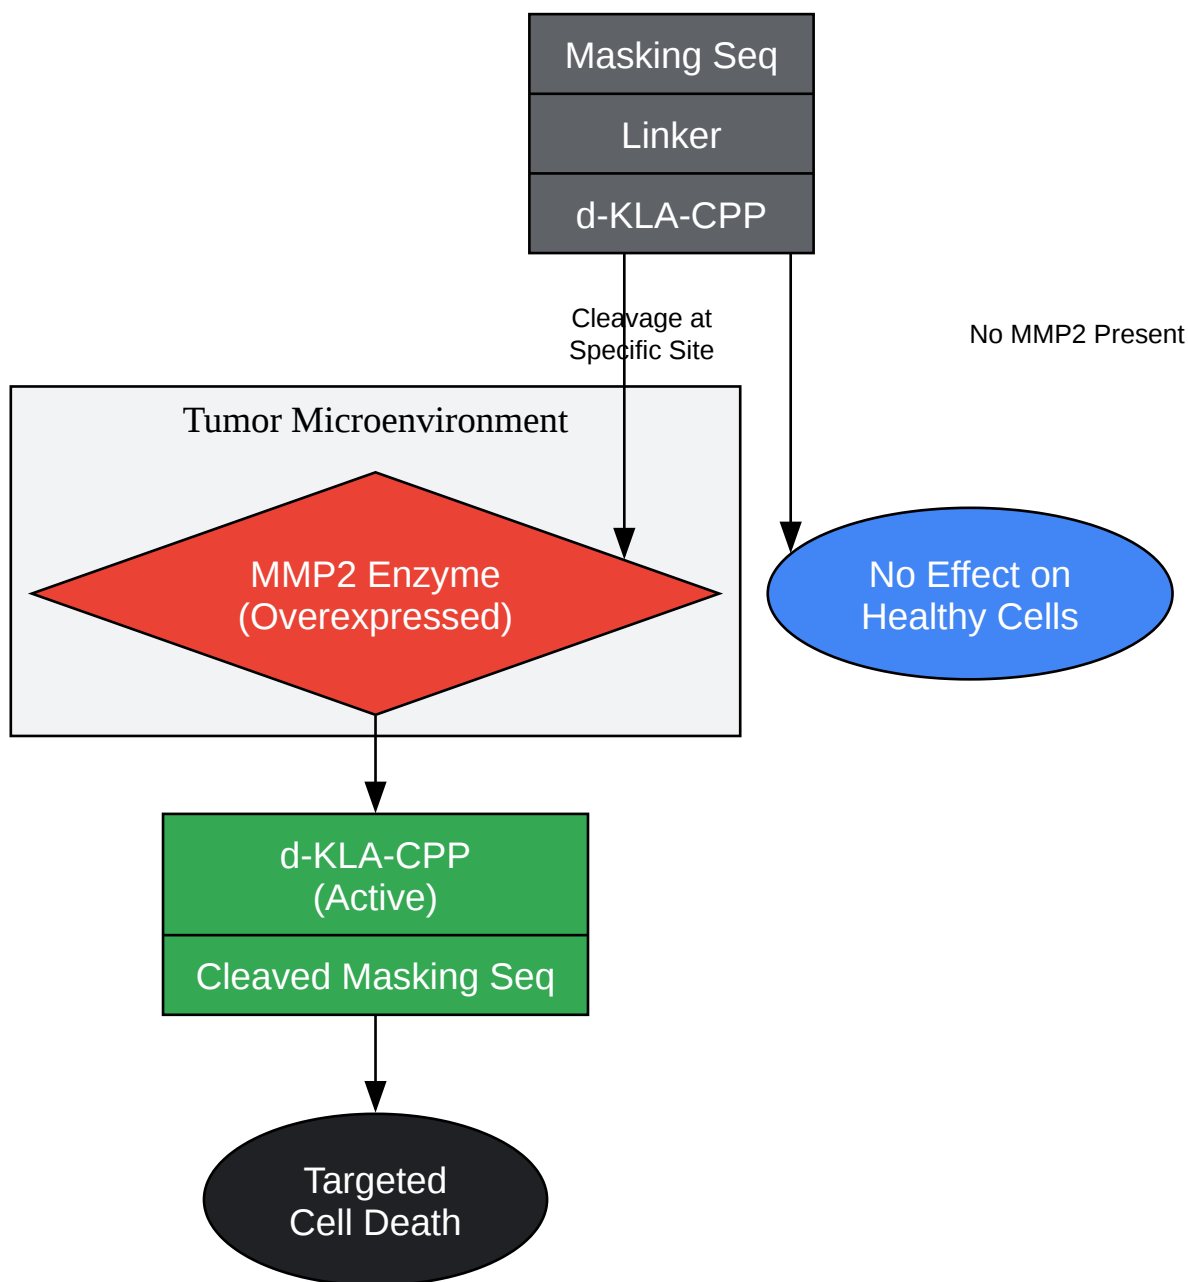 Masking Seq
Linker
d-KLA-CPP
Cleavage at
Specific Site
No MMP2 Present
Tumor Microenvironment
MMP2 Enzyme
(Overexpressed)
No Effect on
Healthy Cells
d-KLA-CPP
(Active)
Cleaved Masking Seq
Targeted
Cell Death